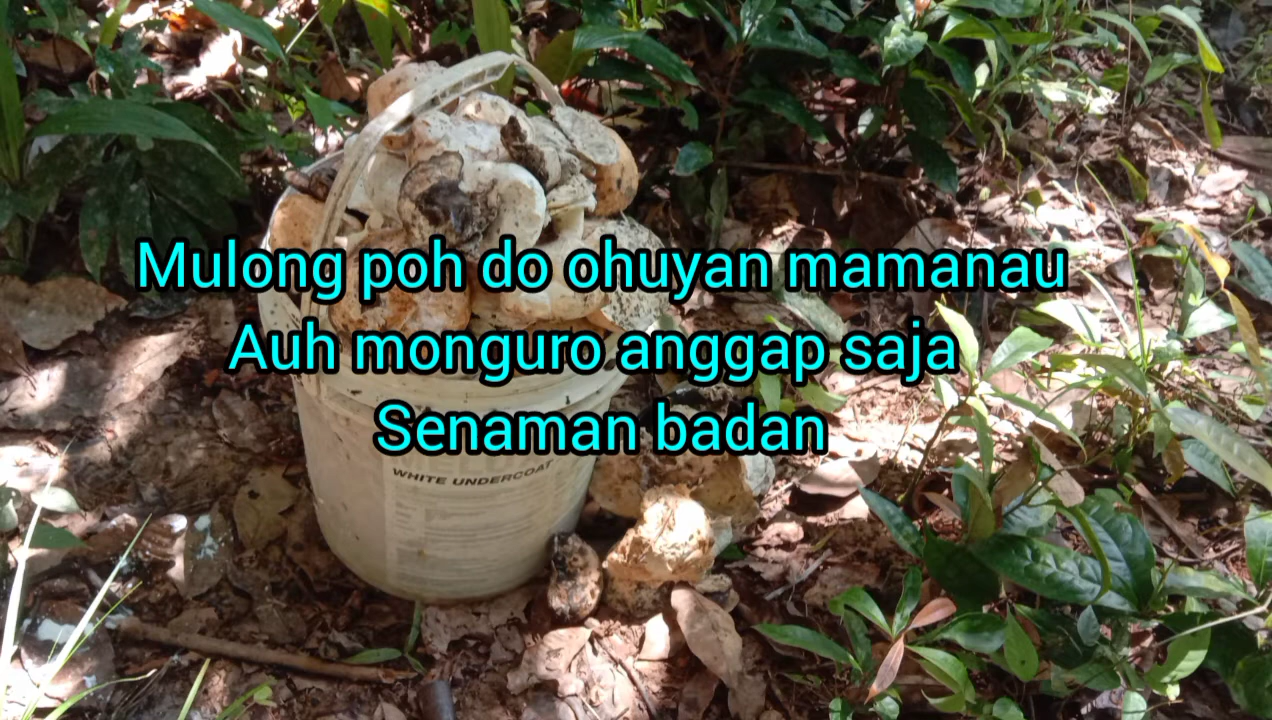 Mulong poh do ohuyan mamanau
Auh monguro anggap saja
Senaman badan
WHITE UNDERCOAT